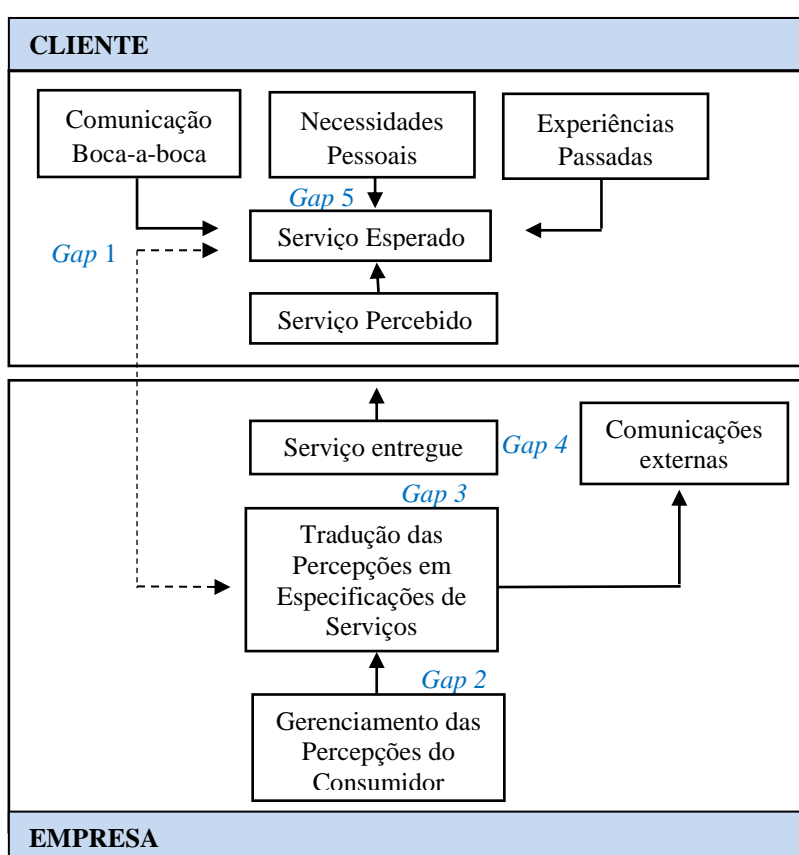 CLIENTE
Comunicação
Boca-a-boca
Necessidades
Pessoais
Experiências
Passadas
Gap 5
Serviço Esperado
Gap 1
Serviço Percebido
Serviço entregue
Gap 4
Comunicações
externas
Gap 3
Tradução das
Percepções em
Especificações de
Serviços
Gap 2
Gerenciamento das
Percepções do
Consumidor
EMPRESA